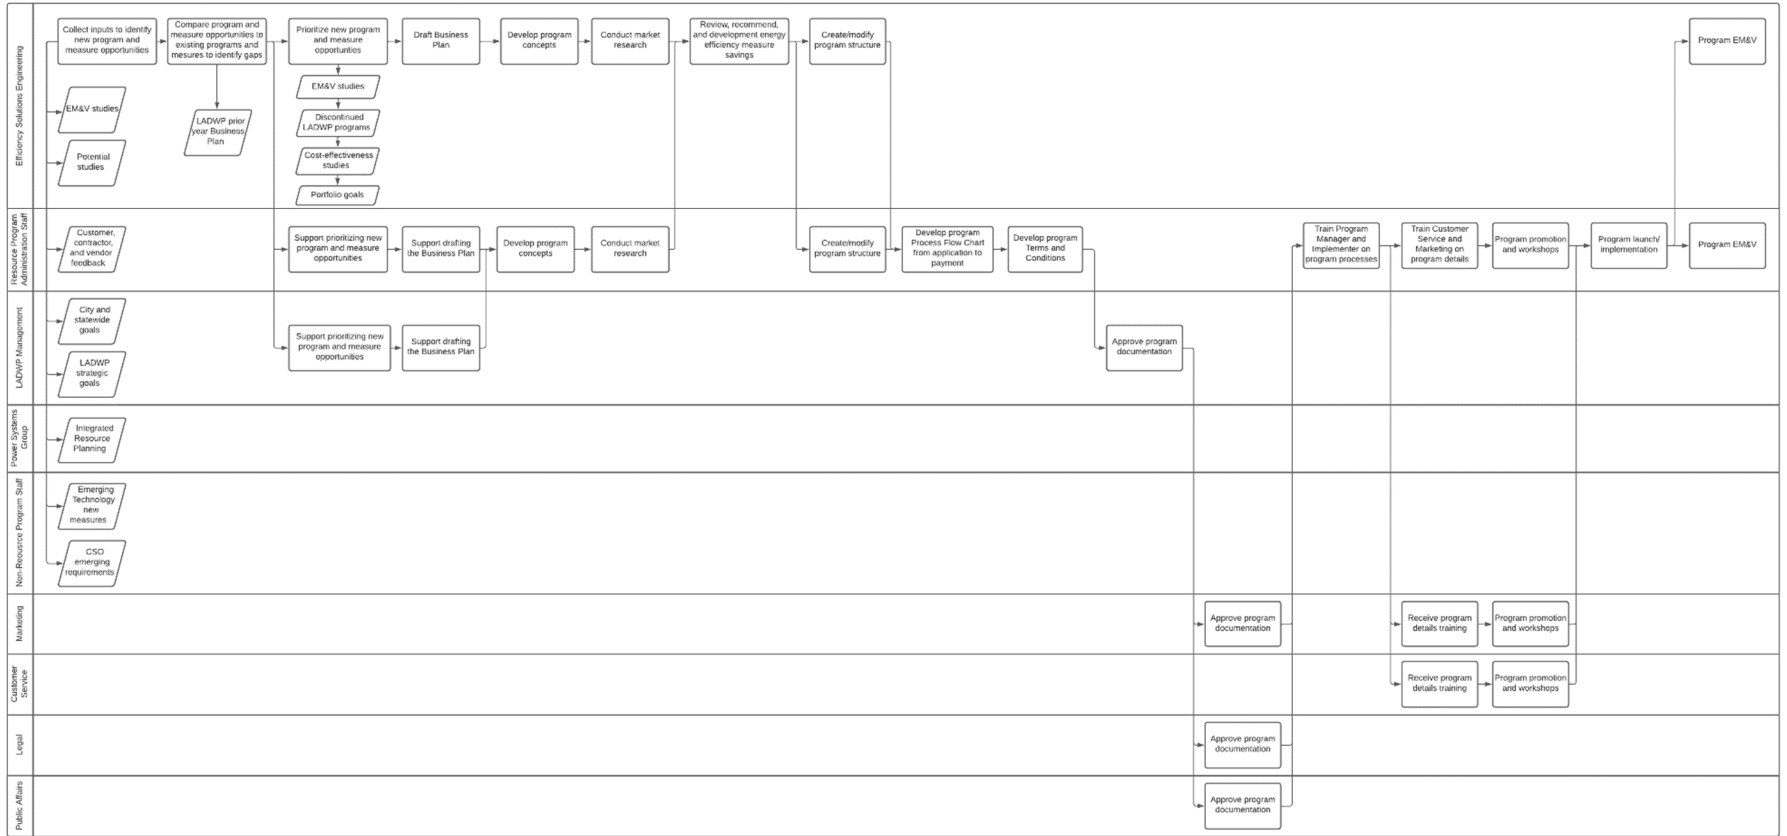 Efficiency Solutions Engineering
Collect inputs to identify
new program and
measure opportunities
Compare program and
measure opportunities to
existing programs and
mesures to identify gaps
Prioritize new program
and measure
opportunties
Draft Business
Plan
Develop program
concepts
Conduct market
research
Review, recommend,
and development energy
efficiency measure
savings
Create/modify
program structure
Program EM&V
EM&V studies
Potential
studies
LADWP prior
year Business
Plan
EM&V studies
Discontinued
LADWP programs
Cost-effectiveness
studies
Portfolio goals
Resource Program
Administration Staff
Customer,
contractor,
and vendor
feedback
Support prioritizing new
program and measure
opportunities
Support drafting
the Business Plan
Develop program
concepts
Conduct market
research
Create/modify
program structure
Develop program
Process Flow Chart
from application to
payment
Develop program
Terms and
Conditions
Train Program
Manager and
Implementer on
program processes
Train Customer
Service and
Marketing on
program details
Program promotion
and workshops
Program launch/
implementation
Program EM&V
LADWP Management
City and
statewide
goals
LADWP
strategic
goals
Support prioritizing new
program and measure
opportunities
Support drafting
the Business Plan
Approve program
documentation
Power Systems
Group
Integrated
Resource
Planning
Non-Reousrce Program Staff
Emerging
Technology
new
measures
CSO
emerging
requirements
Marketing
Approve program
documentation
Receive program
details training
Program promotion
and workshops
Customer
Service
Receive program
details training
Program promotion
and workshops
Legal
Approve program
documentation
Public Affairs
Approve program
documentation